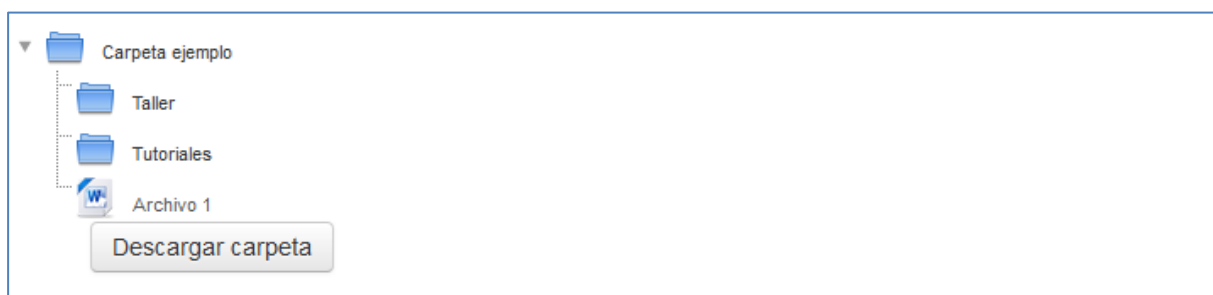 Carpeta ejemplo
Taller
Tutoriales
W
Archivo 1
Descargar carpeta